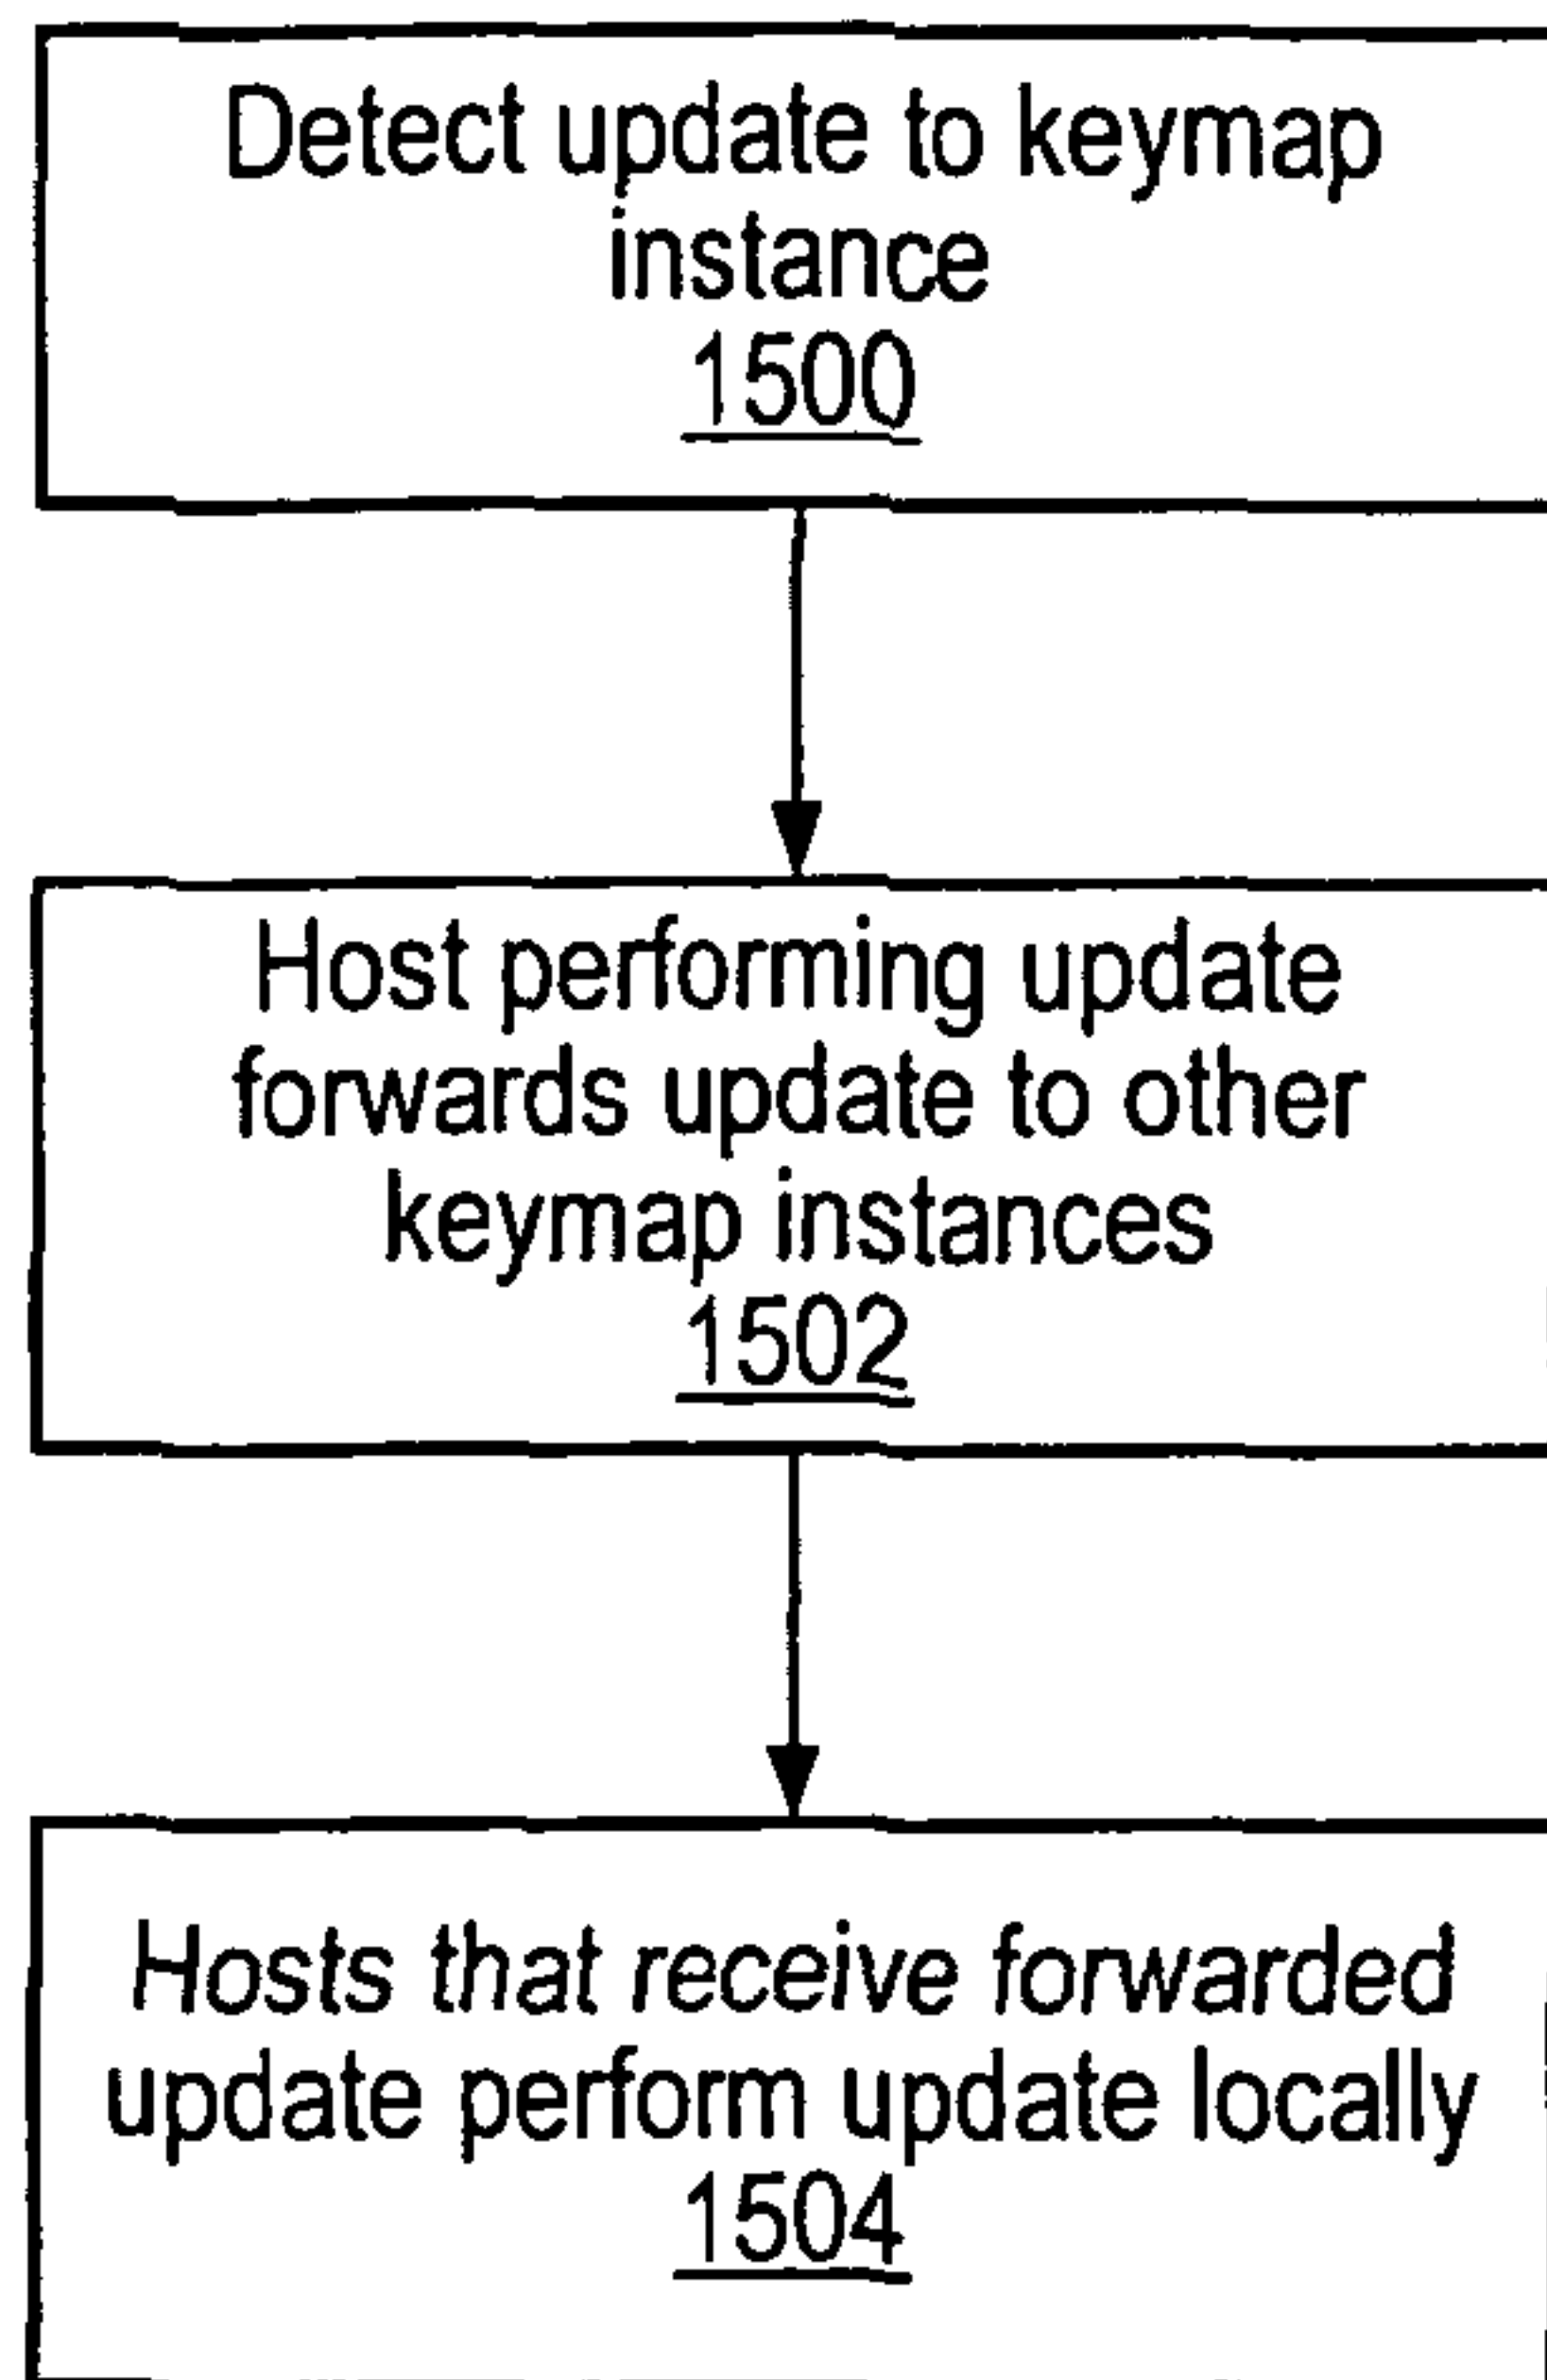 Detect update to keymap
instance
1500
Host performing update
forwards update to other
keymap instances
1502
Hosts that receive forwarded
update perform update locally
1504